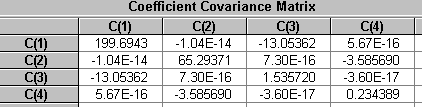 Coefficient Covariance Matrix
C(1) C(2) C(3) C(4)
C(1) 199.6943 -1.04E-14 -13.05362 5.67E-16
C(2) -1.04E-14 65.29371 7.30E-16 -3.585690
C(3) -13.05362 7.30E-16 1.535720 -3.60E-17
C(4) 5.67E-16 -3.585690 -3.60E-17 0.234389